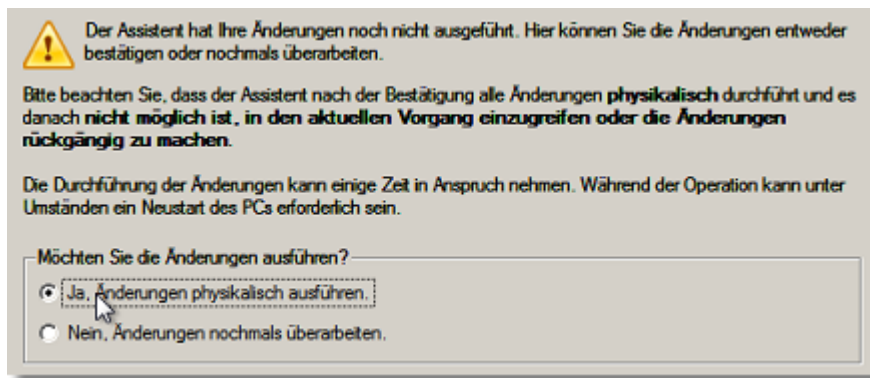 Der Assistent hat Ihre Änderungen noch nicht ausgeführt. Hier können Sie die Änderungen entweder
bestätigen oder nochmals überarbeiten.
Bitte beachten Sie, dass der Assistent nach der Bestätigung alle Änderungen physikalisch durchführt und es
danach nicht möglich ist, in den aktuellen Vorgang einzugreifen oder die Änderungen
rückgängig zu machen.
Die Durchführung der Änderungen kann einige Zeit in Anspruch nehmen. Während der Operation kann unter
Umständen ein Neustart des PCs erforderlich sein.
Möchten Sie die Änderungen ausführen?
Ja, Änderungen physikalisch ausführen.
Nein, Änderungen nochmals überarbeiten.